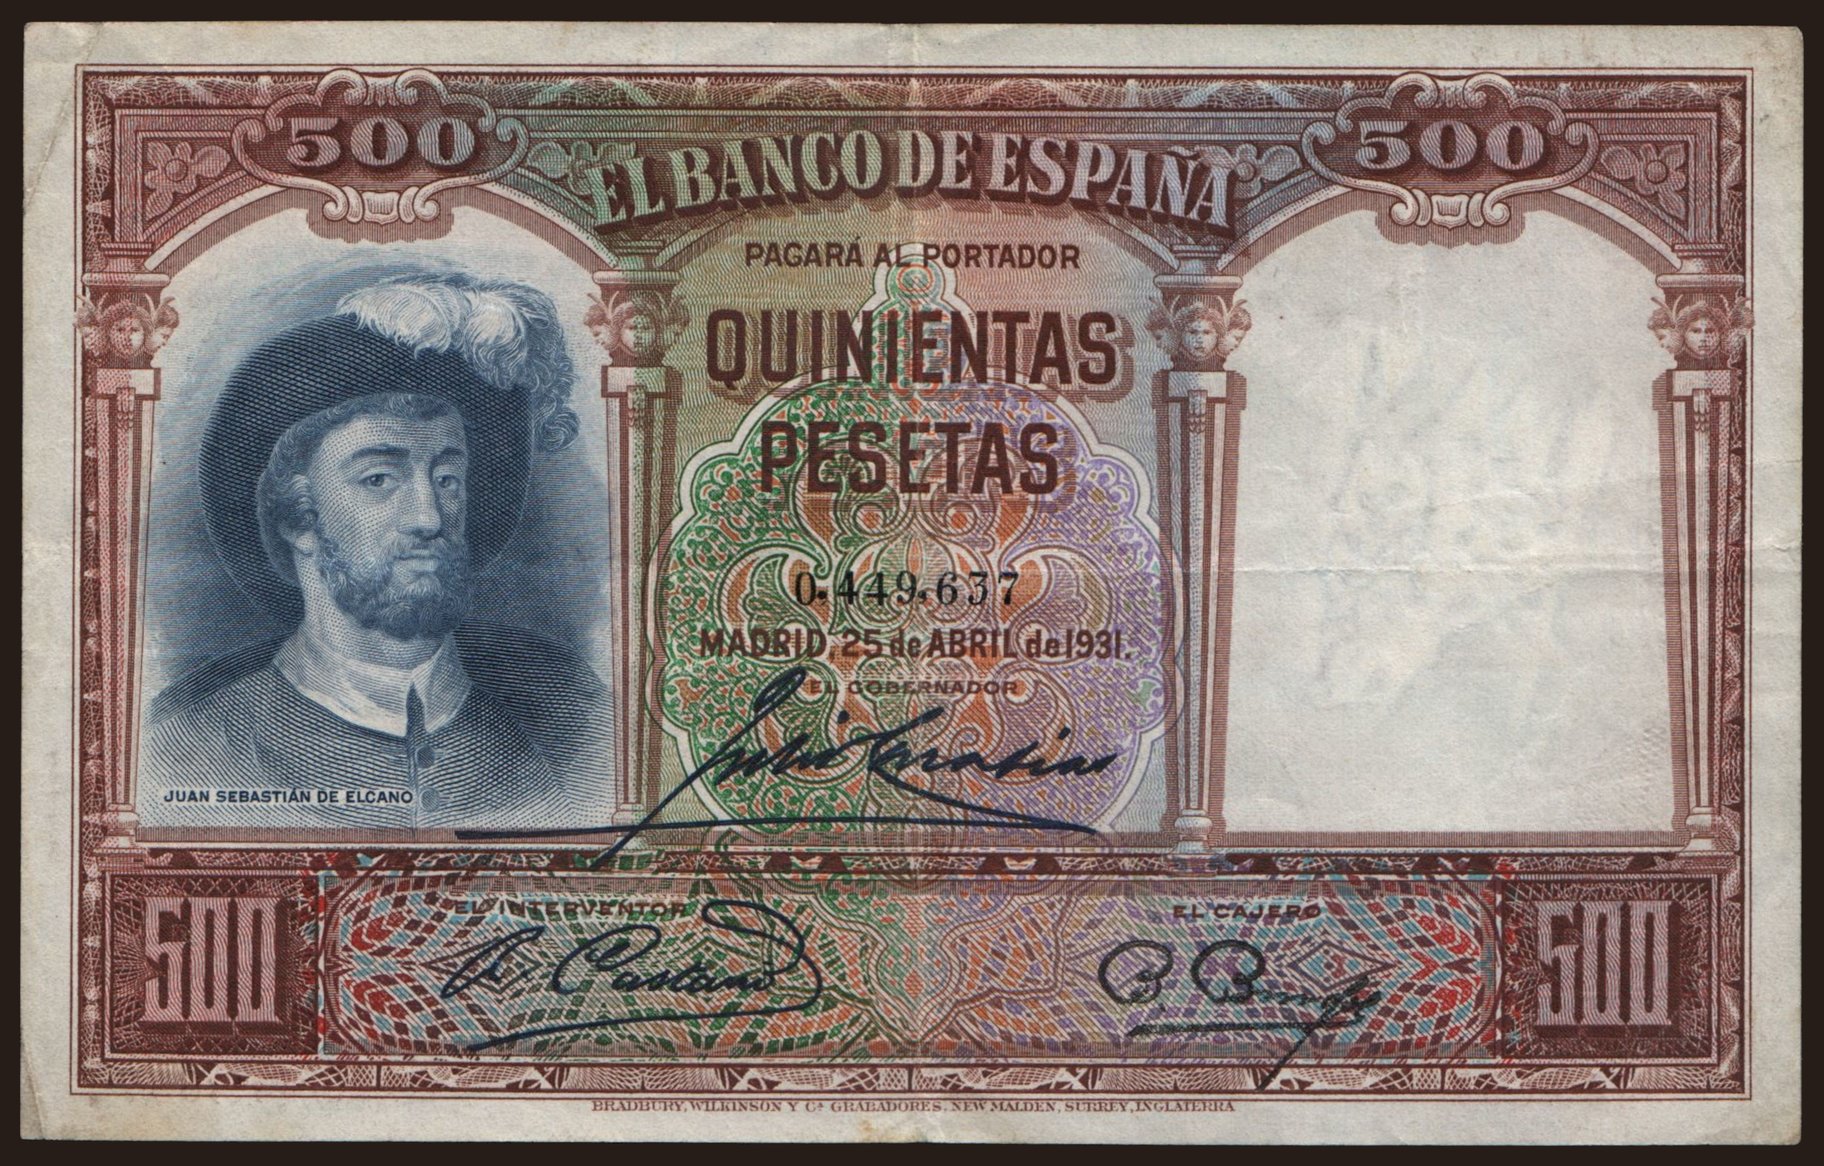 500
500
EL BANCO DE ESPAÑA
PAGARÁ AL PORTADOR
QUINIENTAS
PESETAS
0,449,637
MADRID, 25 de ABRIL de 1931.
EL GOBERNADOR
JUAN SEBASTIÁN DE ELCANO
500
EL INTERVENTOR
EL CAJERO
500
BRADBURY, WILKINSON Y Cª GRABADORES. NEW MALDEN, SURREY, INGLATERRA